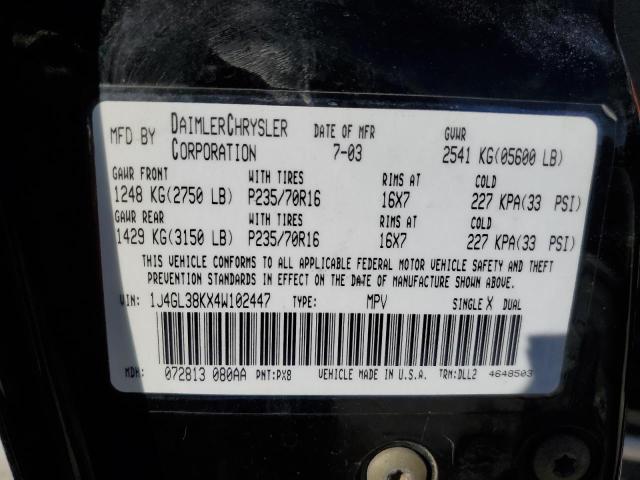 MFD BY DAIMLERCHRYSLER CORPORATION DATE OF MFR 7-03 GVWR 2541 KG(05600 LB)
GAWR FRONT WITH TIRES RIMS AT COLD
1248 KG(2750 LB) P235/70R16 16X7 227 KPA(33 PSI)
GAWR REAR WITH TIRES RIMS AT COLD
1429 KG(3150 LB) P235/70R16 16X7 227 KPA(33 PSI)
THIS VEHICLE CONFORMS TO ALL APPLICABLE FEDERAL MOTOR VEHICLE SAFETY AND THEFT
PREVENTION STANDARDS IN EFFECT ON THE DATE OF MANUFACTURE SHOWN ABOVE.
VIN: 1J4GL38KX4W102447 TYPE: MPV SINGLE X DUAL
MDH: 072813 080AA PNT:PX8 VEHICLE MADE IN U.S.A. TRM:DLL2 4648503